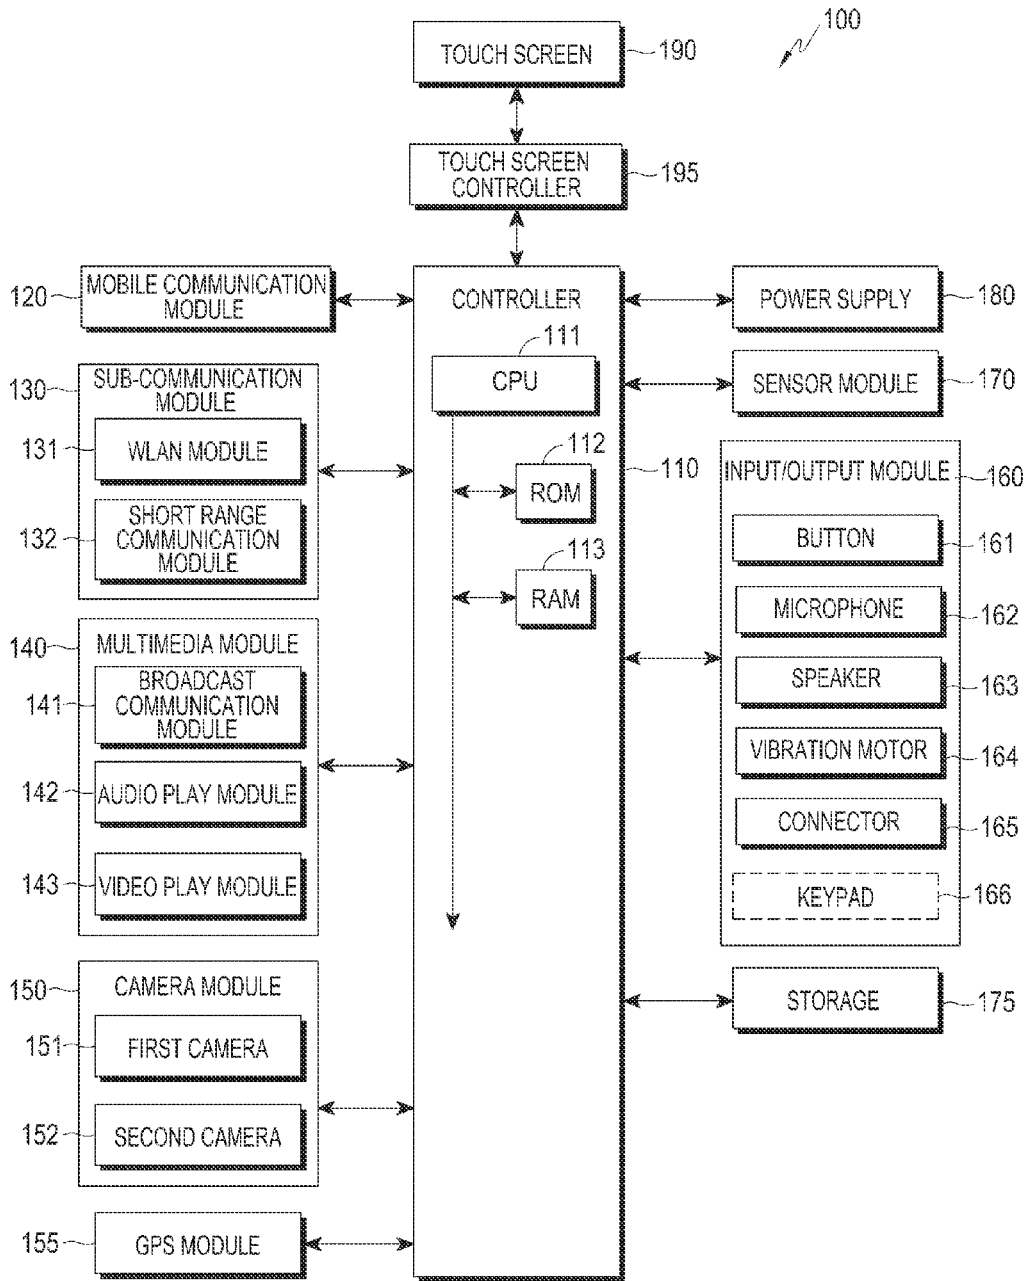 100
TOUCH SCREEN
190
TOUCH SCREEN
CONTROLLER
195
120
MOBILE COMMUNICATION
MODULE
130
SUB-COMMUNICATION
MODULE
131
WLAN MODULE
132
SHORT RANGE
COMMUNICATION
MODULE
140
MULTIMEDIA MODULE
141
BROADCAST
COMMUNICATION
MODULE
142
AUDIO PLAY MODULE
143
VIDEO PLAY MODULE
150
CAMERA MODULE
151
FIRST CAMERA
152
SECOND CAMERA
155
GPS MODULE
CONTROLLER
111
CPU
112
ROM
113
RAM
110
POWER SUPPLY
180
SENSOR MODULE
170
INPUT/OUTPUT MODULE
160
BUTTON
161
MICROPHONE
162
SPEAKER
163
VIBRATION MOTOR
164
CONNECTOR
165
KEYPAD
166
STORAGE
175